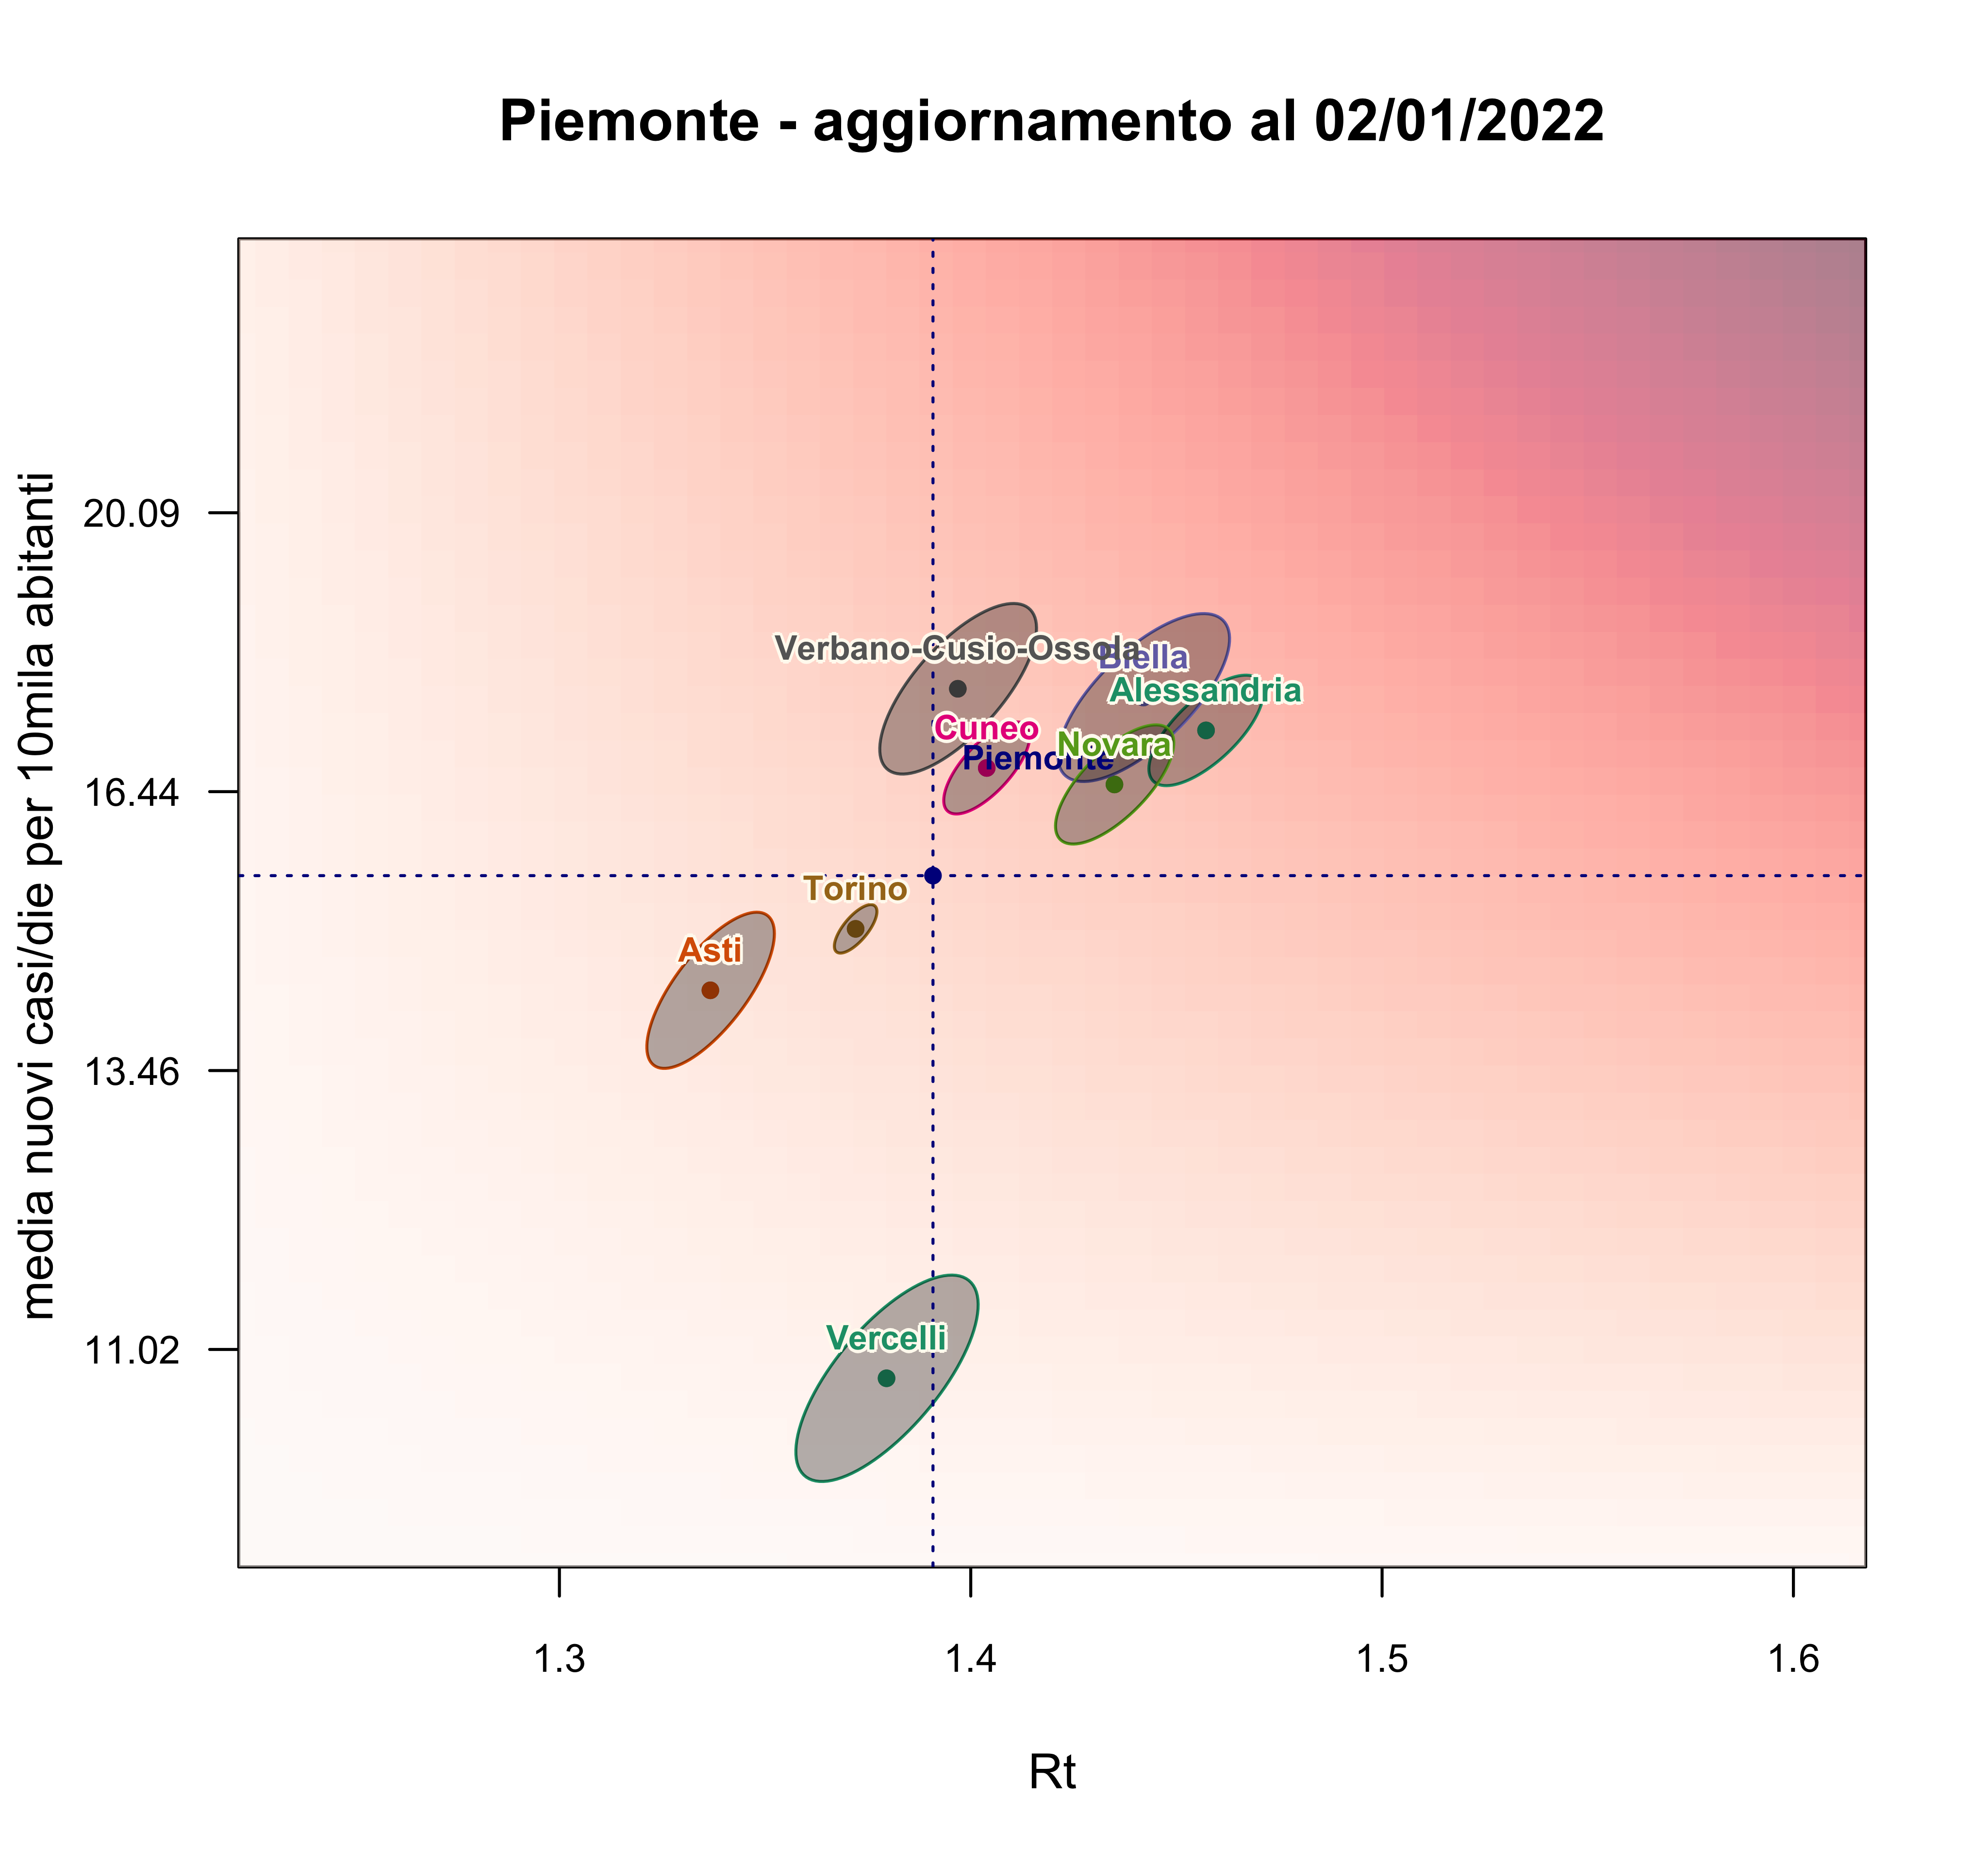 Piemonte - aggiornamento al 02/01/2022
media nuovi casi/die per 10mila abitanti
20.09
16.44
13.46
11.02
Verbano-Cusio-Ossola
Biella
Alessandria
Cuneo
Novara
Piemonte
Torino
Asti
Vercelli
1.3
1.4
1.5
1.6
Rt